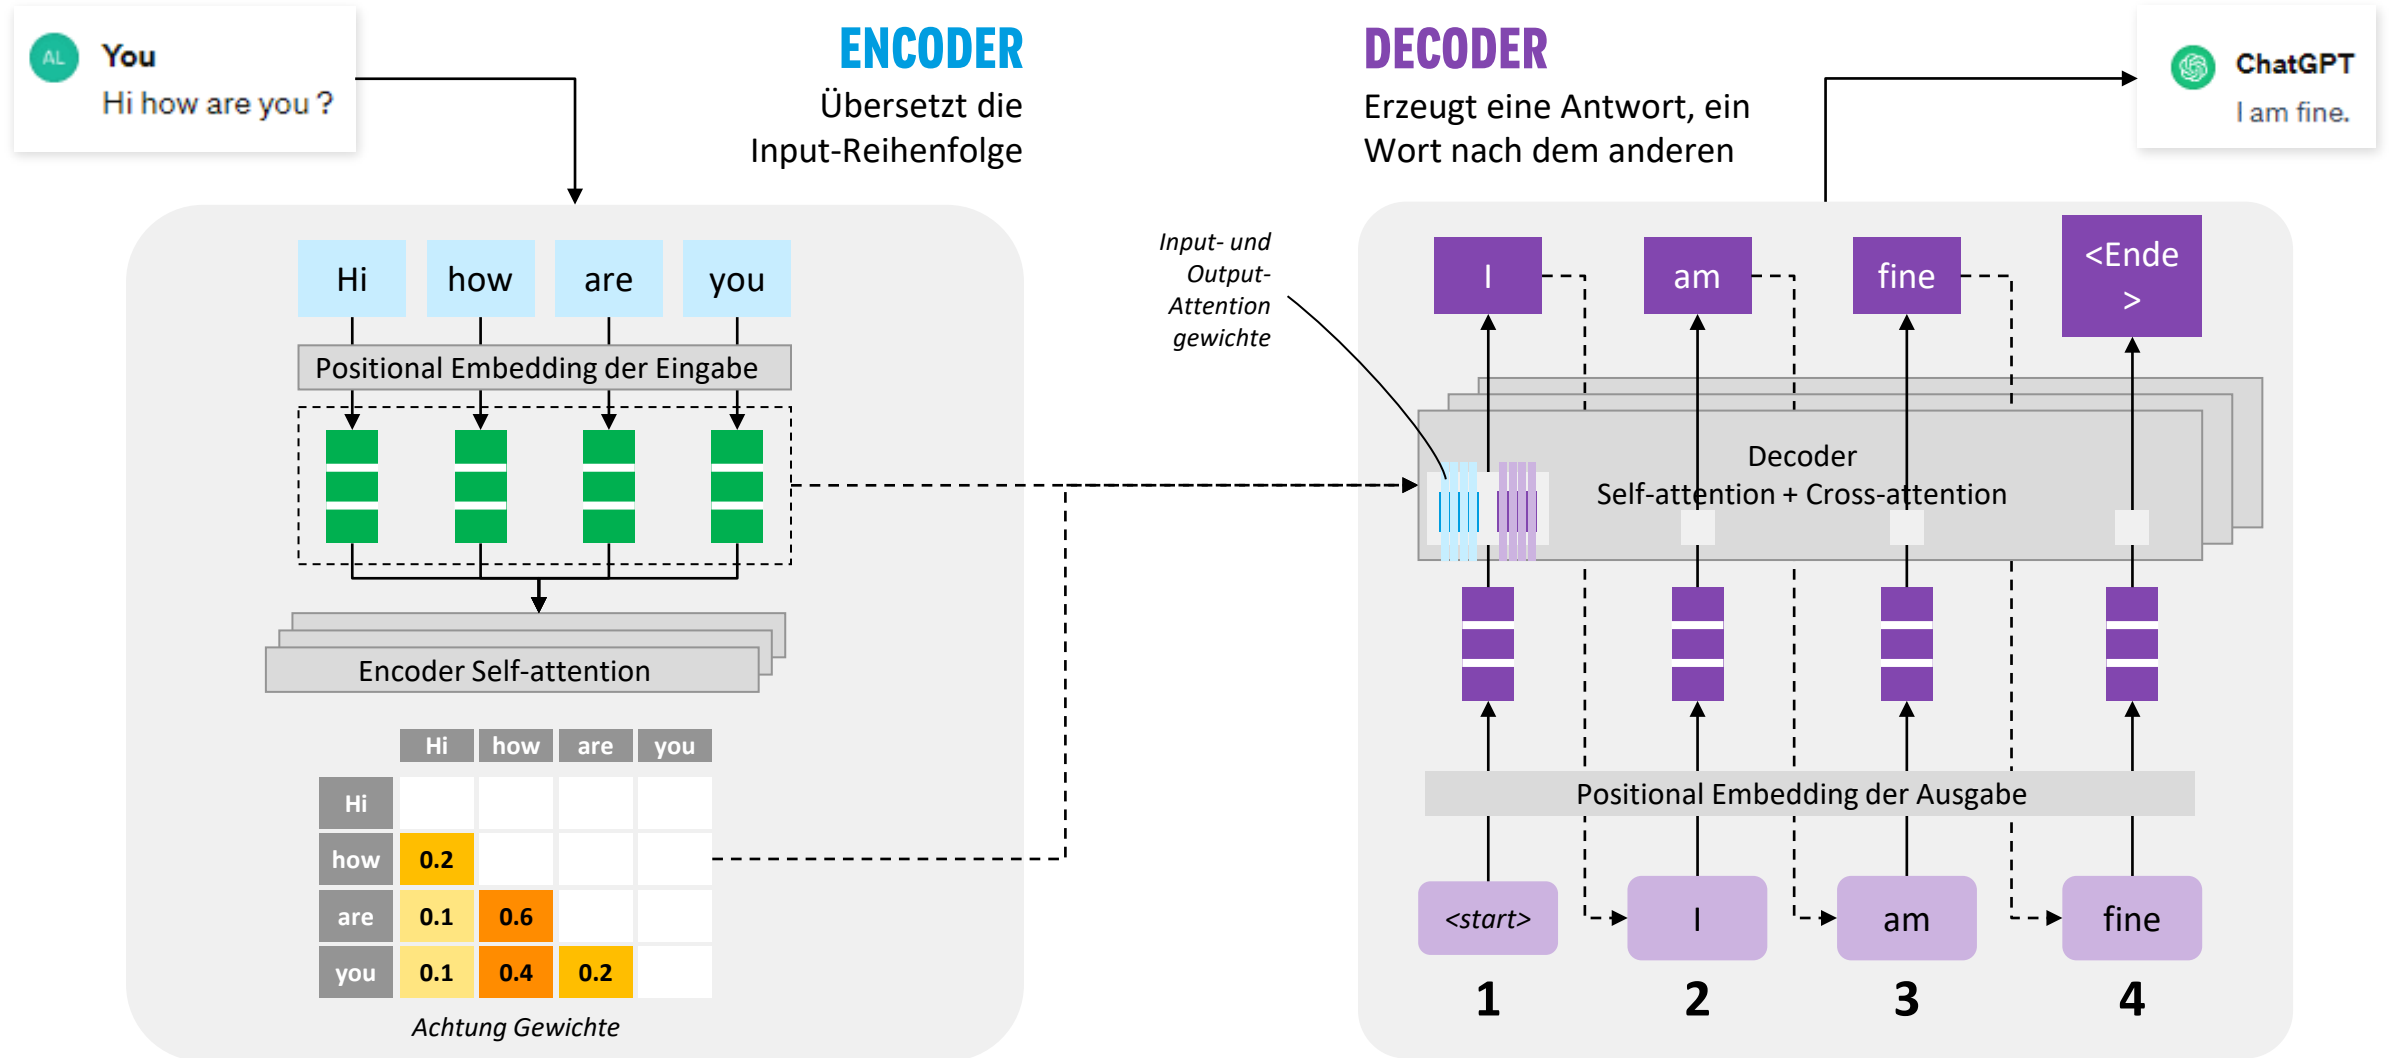 AL
You
Hi how are you ?
ENCODER
Übersetzt die
Input-Reihenfolge
DECODER
Erzeugt eine Antwort, ein
Wort nach dem anderen
ChatGPT
I am fine.
Hi how are you
Positional Embedding der Eingabe
Encoder Self-attention
Hi how are you
Hi
how 0.2
are 0.1 0.6
you 0.1 0.4 0.2
Achtung Gewichte
Input- und
Output-
Attention
gewichte
I am fine <Ende
>
Decoder
Self-attention + Cross-attention
Positional Embedding der Ausgabe
<start> I am fine
1 2 3 4